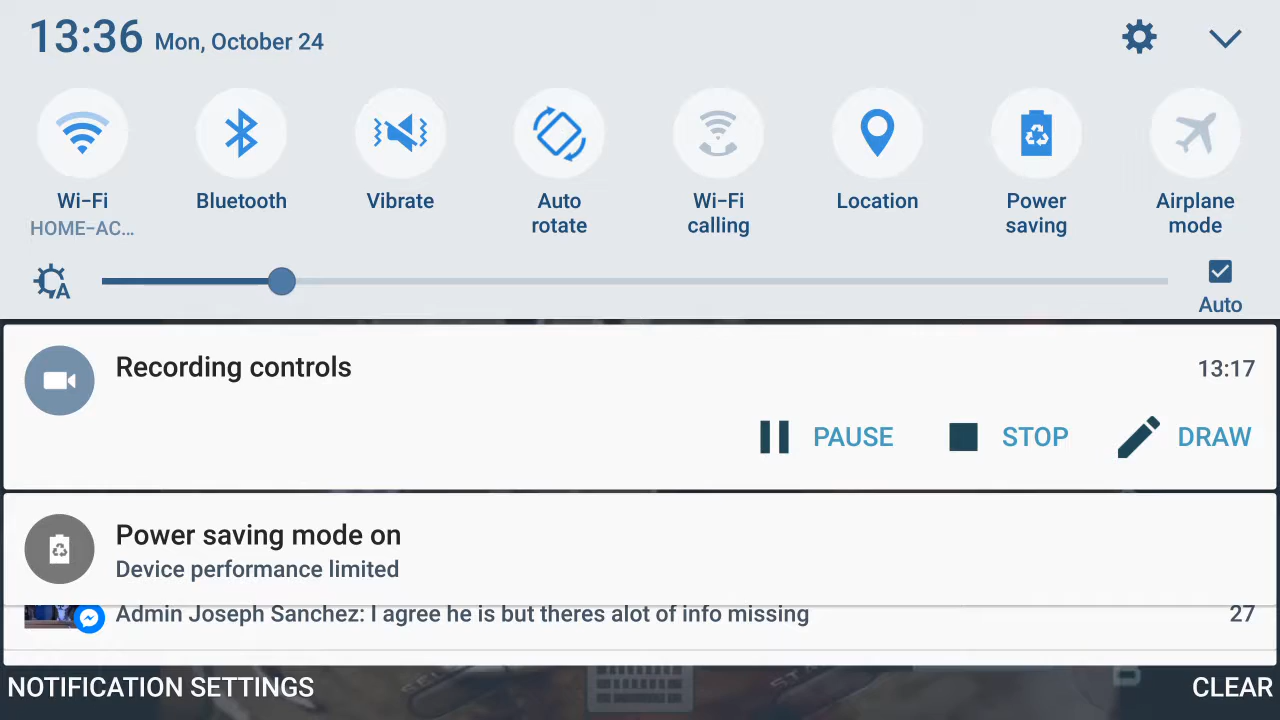 13:36 Mon, October 24
Wi-Fi Bluetooth Vibrate Auto rotate Wi-Fi calling Location Power saving Airplane mode
HOME-AC...
A Auto
Recording controls 13:17
PAUSE STOP DRAW
Power saving mode on
Device performance limited
Admin Joseph Sanchez: I agree he is but theres alot of info missing 27
NOTIFICATION SETTINGS CLEAR